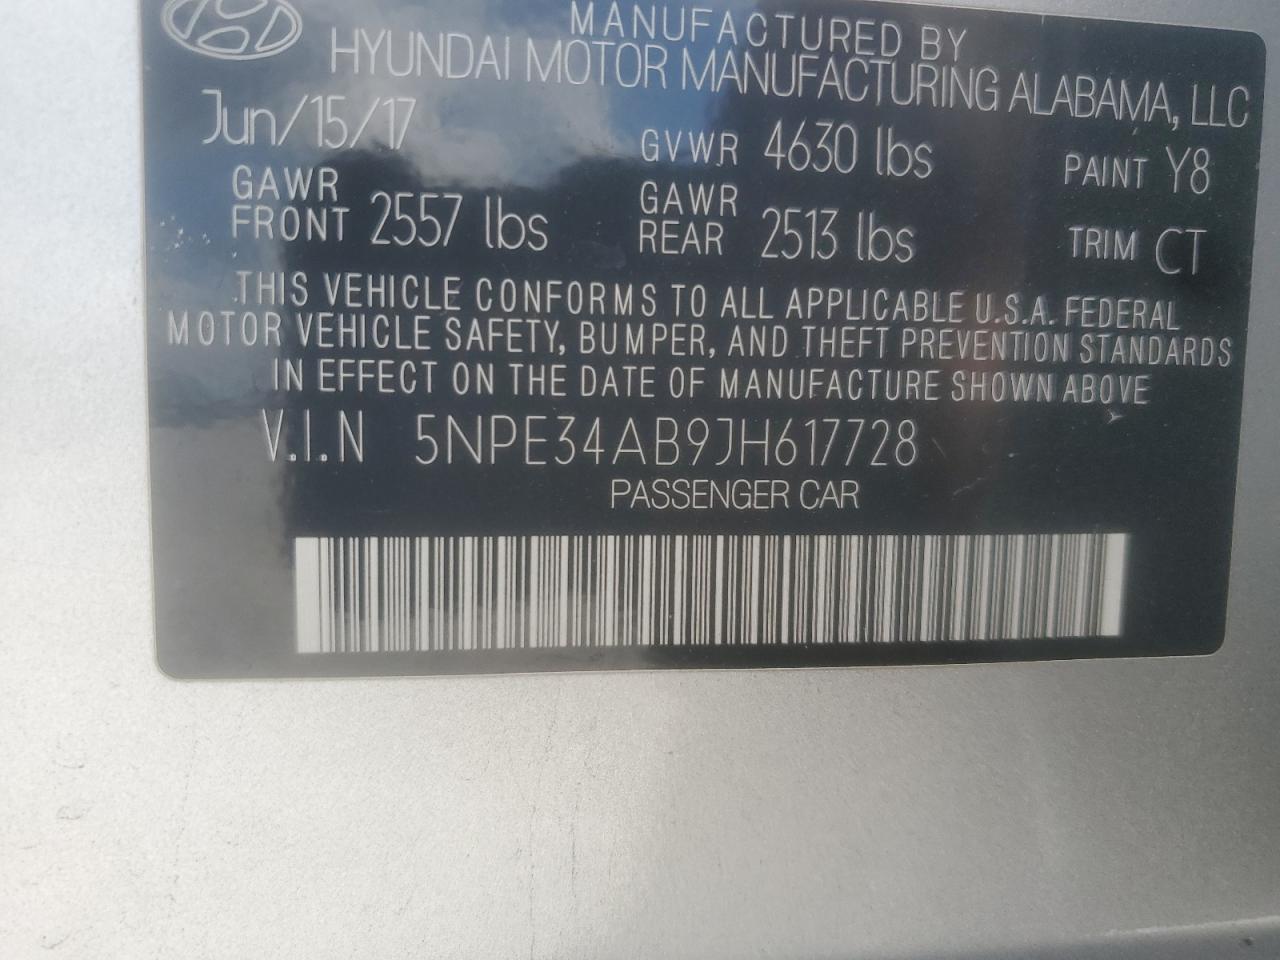 MANUFACTURED BY
HYUNDAI MOTOR MANUFACTURING ALABAMA, LLC
Jun/15/17 GVWR 4630 lbs PAINT Y8
GAWR FRONT 2557 lbs GAWR REAR 2513 lbs TRIM CT
THIS VEHICLE CONFORMS TO ALL APPLICABLE U.S.A. FEDERAL
MOTOR VEHICLE SAFETY, BUMPER, AND THEFT PREVENTION STANDARDS
IN EFFECT ON THE DATE OF MANUFACTURE SHOWN ABOVE
V.I.N 5NPE34AB9JH617728
PASSENGER CAR